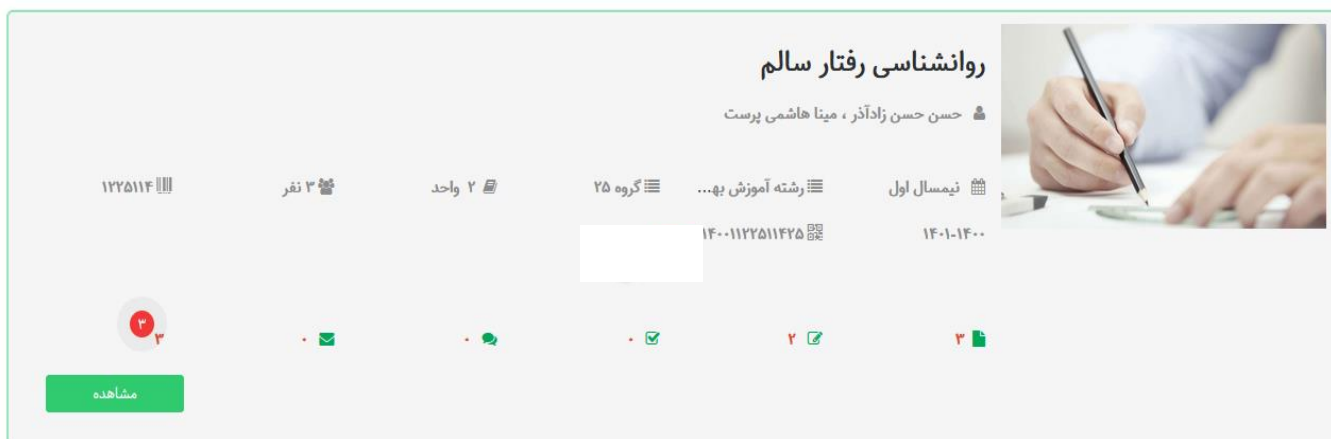 روانشناسی رفتار سالم
حسن حسن زادآذر ، مینا هاشمی پرست
نیمسال اول رشته آموزش به‍... گروه ۲۵ ۲ واحد ۳ نفر ۱۲۲۵۱۱۴
۱۴۰۱-۱۴۰۰ ۱۴۰۰۱۱۲۲۵۱۱۴۲۵
۳ ۲ ۰ ۰ ۰ ۳ ۳
مشاهده